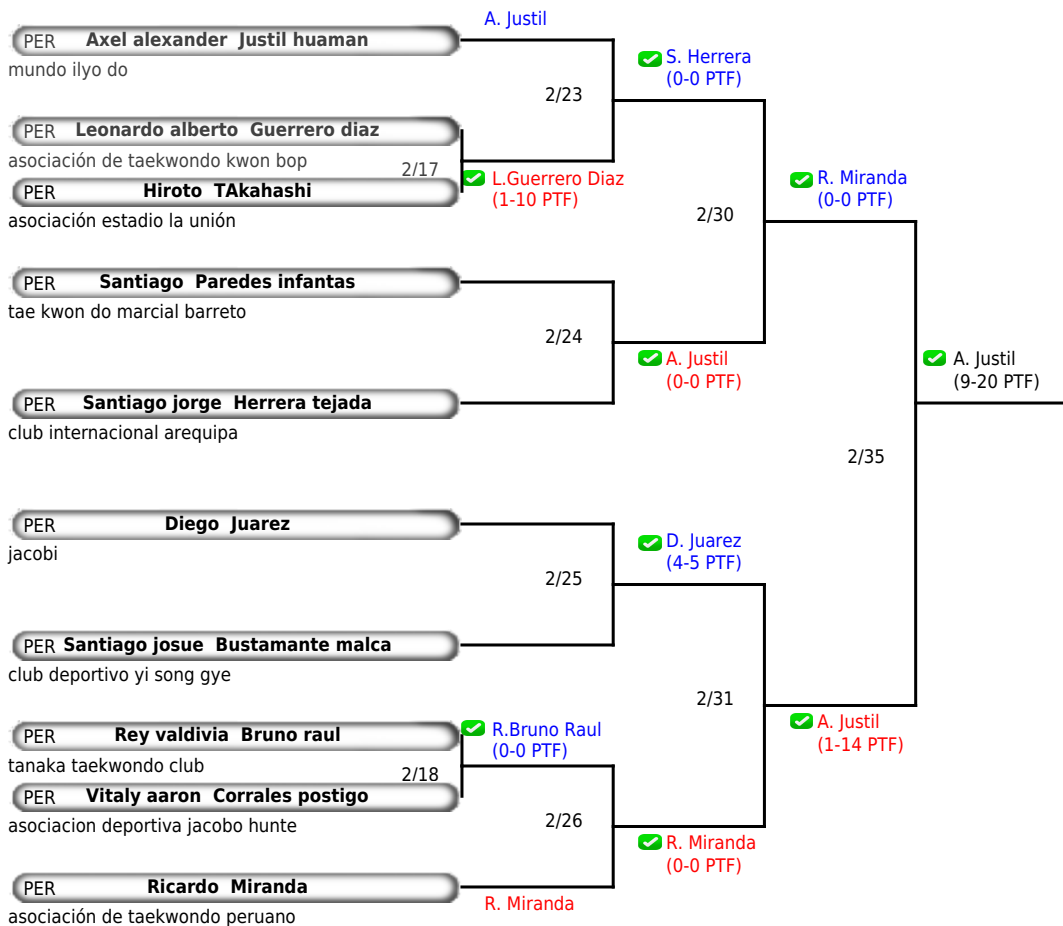 A. Justil
PER Axel alexander Justil huaman
mundo ilyo do
S. Herrera
(0-0 PTF)
2/23
PER Leonardo alberto Guerrero diaz
asociación de taekwondo kwon bop
2/17
L.Guerrero Diaz
(1-10 PTF)
PER Hiroto TAkahashi
asociación estadio la unión
R. Miranda
(0-0 PTF)
2/30
PER Santiago Paredes infantas
tae kwon do marcial barreto
2/24
A. Justil
(0-0 PTF)
A. Justil
(9-20 PTF)
PER Santiago jorge Herrera tejada
club internacional arequipa
2/35
PER Diego Juarez
jacobi
D. Juarez
(4-5 PTF)
2/25
PER Santiago josue Bustamante malca
club deportivo yi song gye
2/31
A. Justil
(1-14 PTF)
PER Rey valdivia Bruno raul
tanaka taekwondo club
R.Bruno Raul
(0-0 PTF)
2/18
PER Vitaly aaron Corrales postigo
asociacion deportiva jacobo hunte
2/26
R. Miranda
(0-0 PTF)
PER Ricardo Miranda
asociación de taekwondo peruano
R. Miranda